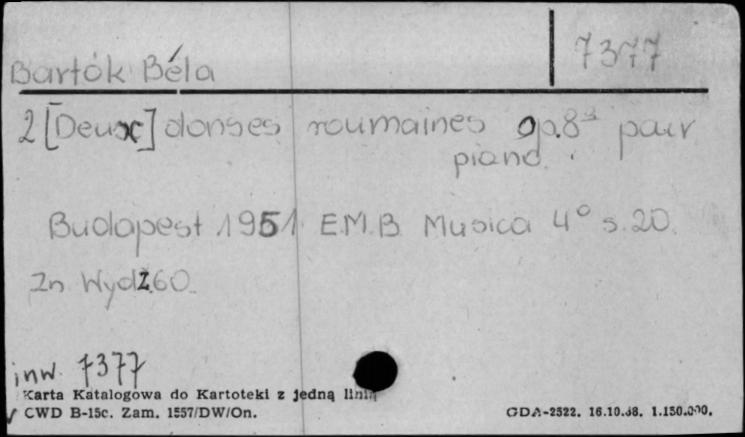 7377
Bartók Béla
2 [Deux] danses roumaines op.8ª pour
piano.
Budapest 1951 E.M.B Musica 4° s.20.
Zn. Wyd Z.60.
inw. 7377
Karta Katalogowa do Kartoteki z jedną linią
CWD B-15c. Zam. 1557/DW/On.
GDA-2522. 16.10.68. 1.150.000.